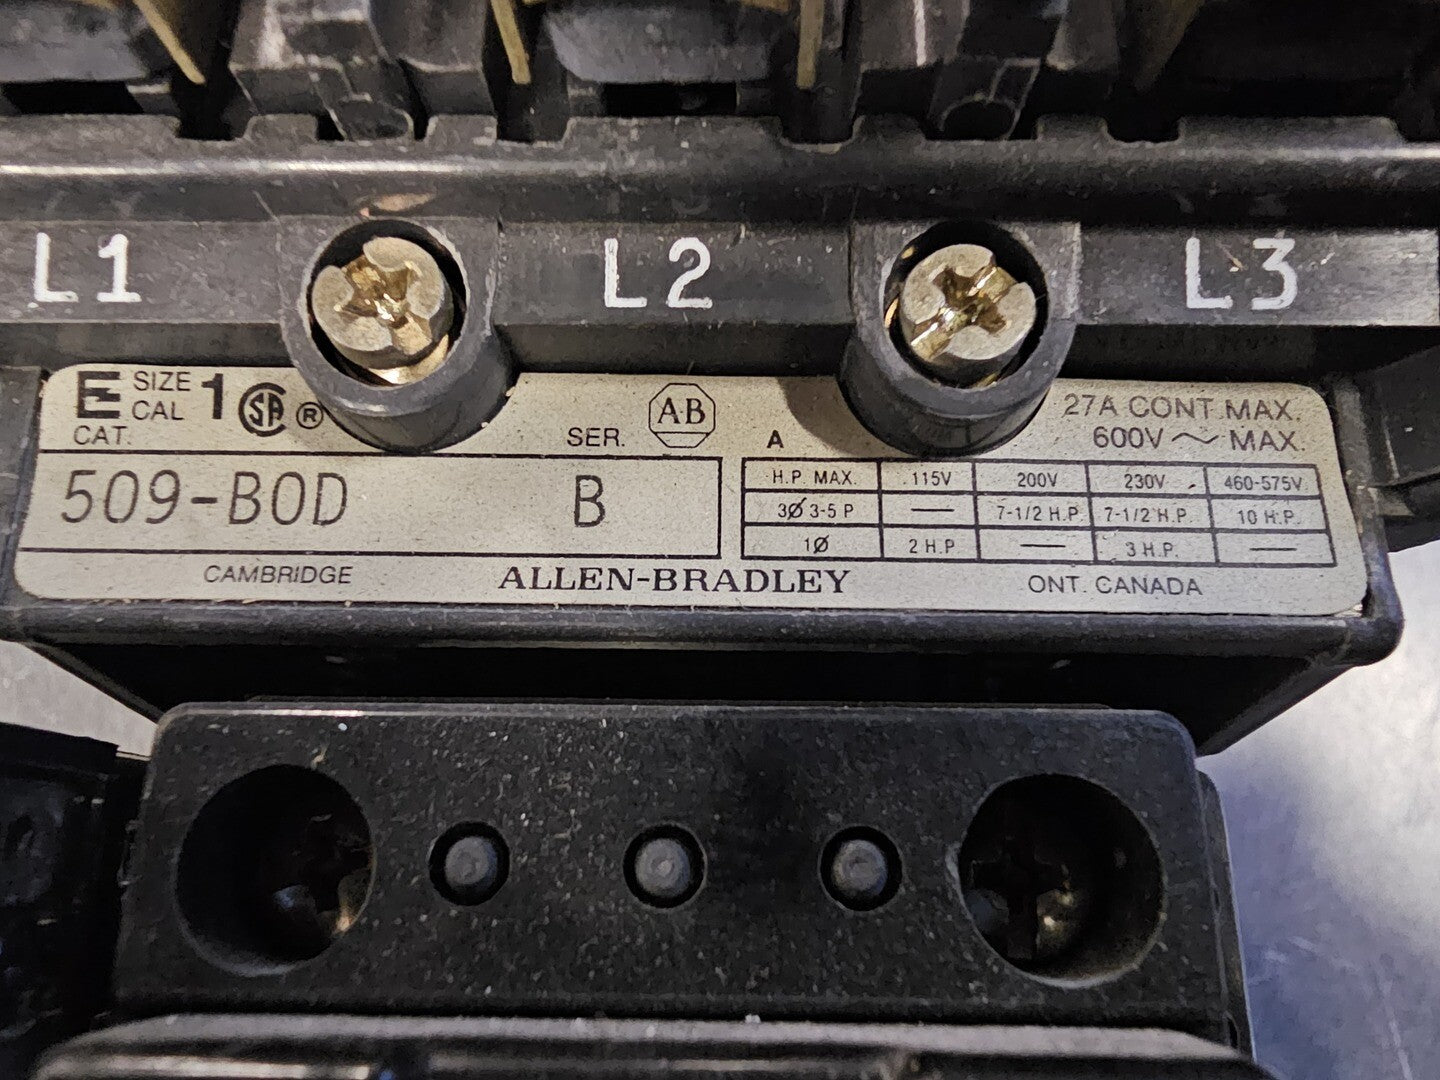 L1 L2 L3
E SIZE CAL 1 SA ®
CAT. SER. AB A 27A CONT. MAX.
600V ~ MAX.
509-BOD B
H.P. MAX. 115V 200V 230V 460-575V
3Ø 3-5 P — 7-1/2 H.P. 7-1/2 H.P. 10 H.P.
1Ø 2 H.P — 3 H.P. —
CAMBRIDGE ALLEN-BRADLEY ONT. CANADA